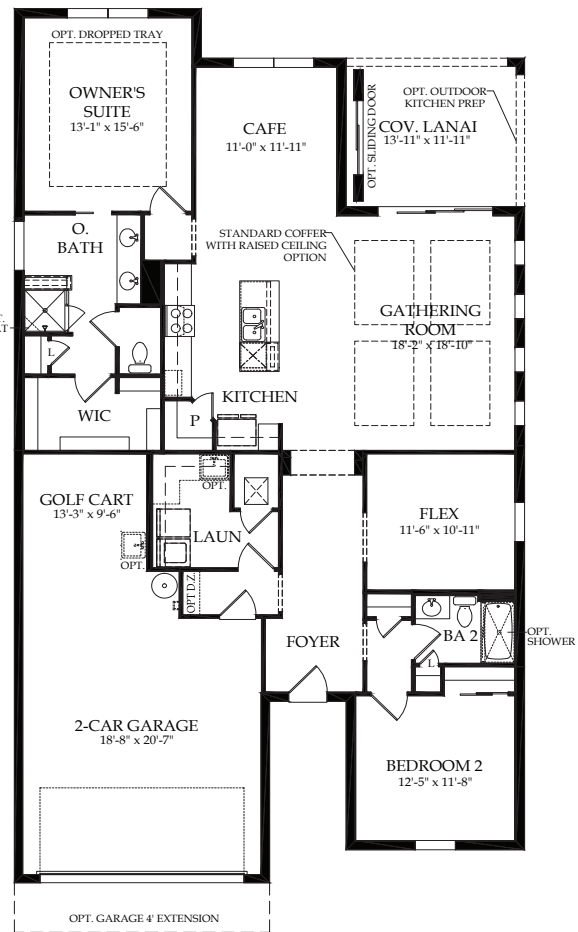 OPT. DROPPED TRAY
OWNER'S
SUITE
13'-1" x 15'-6"
CAFE
11'-0" x 11'-11"
OPT. SLIDING DOOR
OPT. OUTDOOR
KITCHEN PREP
COV. LANAI
13'-11" x 11'-11"
O.
BATH
STANDARD COFFER
WITH RAISED CEILING
OPTION
GATHERING
ROOM
18'-2" x 18'-10"
L
KITCHEN
WIC
P
GOLF CART
13'-3" x 9'-6"
OPT.
OPT.
LAUN
FLEX
11'-6" x 10'-11"
OPT D.Z.
FOYER
BA 2
OPT.
SHOWER
L
2-CAR GARAGE
18'-8" x 20'-7"
BEDROOM 2
12'-5" x 11'-8"
OPT. GARAGE 4' EXTENSION